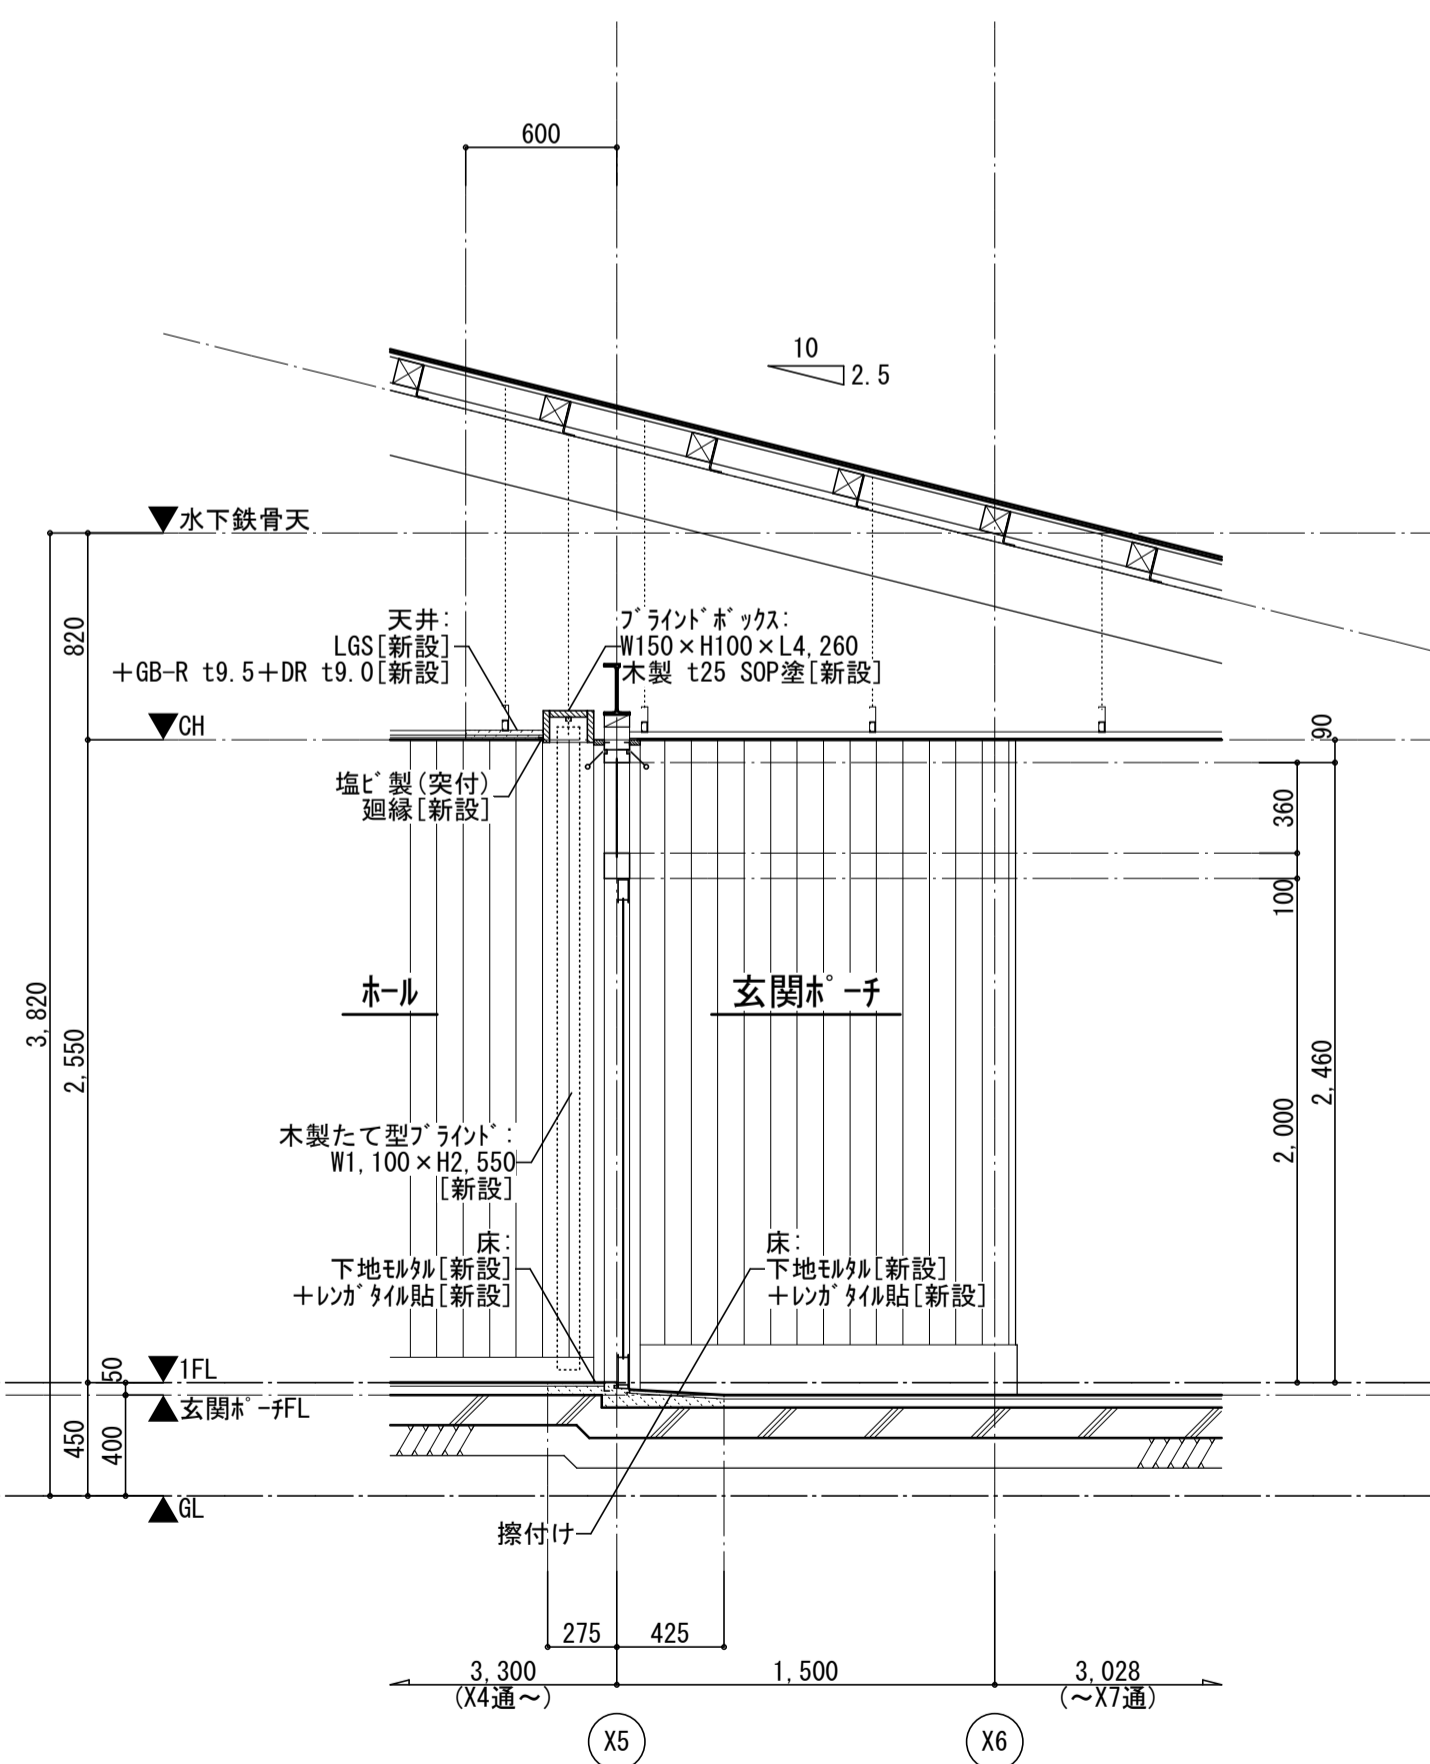 600
10
2.5
水下鉄骨天
820
天井:
LGS[新設]
+GB-R t9.5+DR t9.0[新設]
ブラインドボックス:
W150×H100×L4,260
木製 t25 SOP塗[新設]
CH
90
塩ビ製(突付)
廻縁[新設]
360
100
ホール
玄関ポーチ
3,820
2,550
2,460
2,000
木製たて型ブラインド:
W1,100×H2,550
[新設]
床:
下地モルタル[新設]
+レンガタイル貼[新設]
床:
下地モルタル[新設]
+レンガタイル貼[新設]
50
1FL
玄関ポーチFL
450
400
GL
擦付け
275
425
3,300
(X4通~)
1,500
3,028
(~X7通)
X5
X6